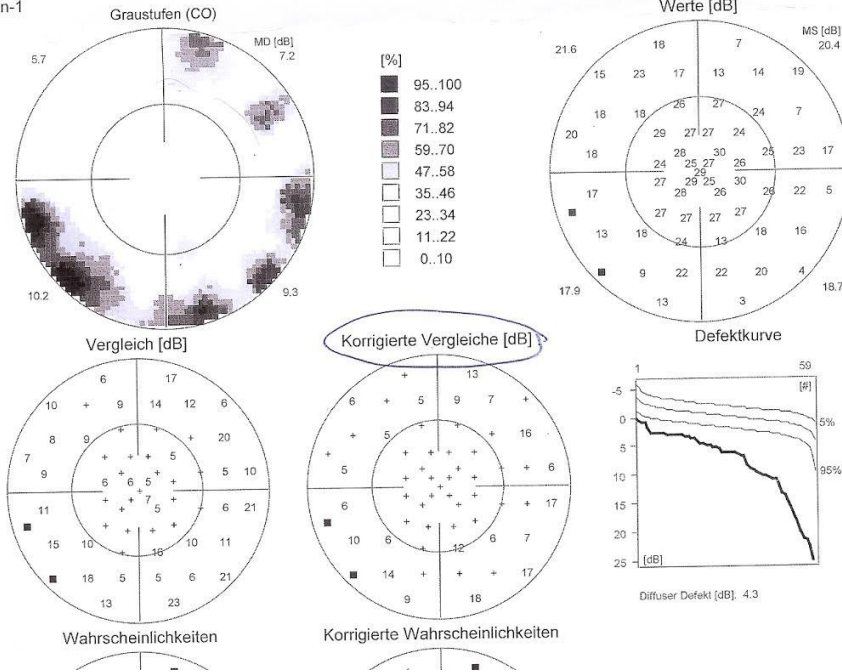 n-1
Graustufen (CO)
MD [dB]
7.2
5.7
10.2
9.3
[%]
95..100
83..94
71..82
59..70
47..58
35..46
23..34
11..22
0..10
Werte [dB]
MS [dB]
20.4
21.6
18 7
15 23 17 13 14 19
26 27
18 18 24 7
20 29 27 27 24
18 28 30 25 23 17
24 25 27 26
29
27 29 25 30
17 28 26 26 22 5
27 27 27 27
13 18 18 16
24 13
9 22 22 20 4
17.9 18.7
13 3
Vergleich [dB]
6 17
10 + 9 14 12 6
+ +
8 9 + 20
7 + + + 5
9 + + + 5 10
6 6 5 +
+ 7
+ + 5 +
11 + + + 6 21
+ + + +
15 10 10 11
+ 16
18 5 5 6 21
13 23
Korrigierte Vergleiche [dB]
+ 13
6 + 5 9 7 +
+ +
+ 5 + 16
+ + + + +
5 + + + + 6
+ + + +
+
+ + + +
6 + + + + 17
+ + + +
10 6 6 7
+ 12
14 + + + 17
9 18
Defektkurve
1 59
[#]
-5
0
5
10
15
20
25
5%
95%
[dB]
Diffuser Defekt [dB]: 4.3
Wahrscheinlichkeiten
Korrigierte Wahrscheinlichkeiten